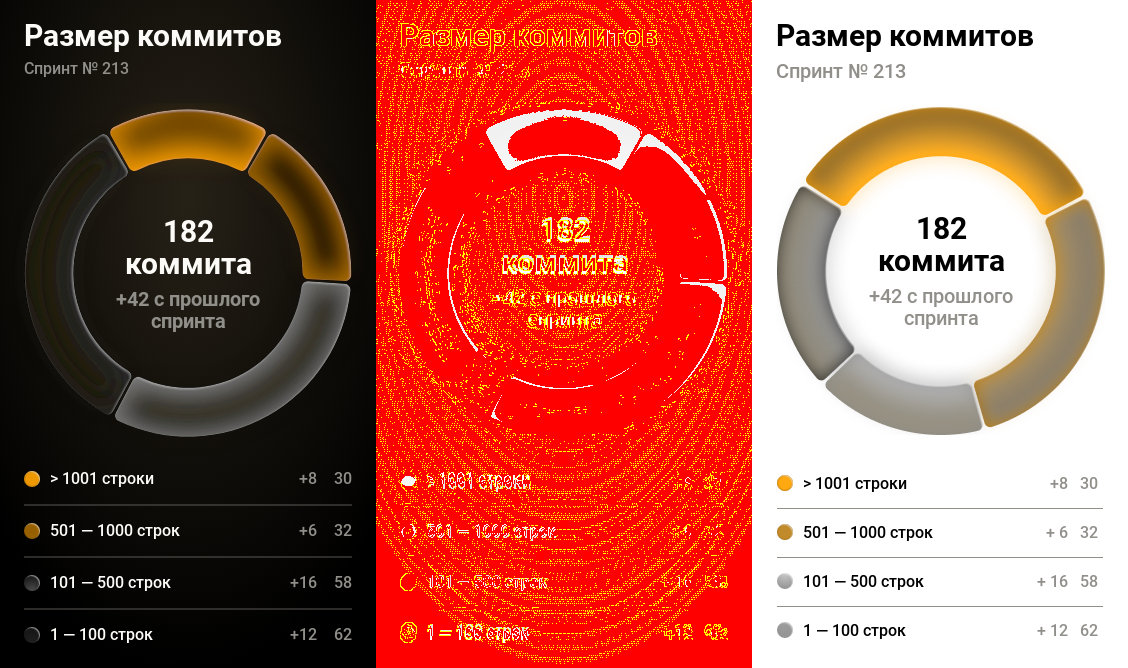 Размер коммитов
Спринт № 213
182
коммита
+42 с прошлого
спринта
> 1001 строки +8 30
501 — 1000 строк +6 32
101 — 500 строк +16 58
1 — 100 строк +12 62
Размер коммитов
182
коммита
+42 с прошлого
спринта
> 1001 строки
501 — 1000 строк
101 — 500 строк
1 — 100 строк +12 62
Размер коммитов
Спринт № 213
182
коммита
+42 с прошлого
спринта
> 1001 строки +8 30
501 — 1000 строк + 6 32
101 — 500 строк + 16 58
1 — 100 строк + 12 62